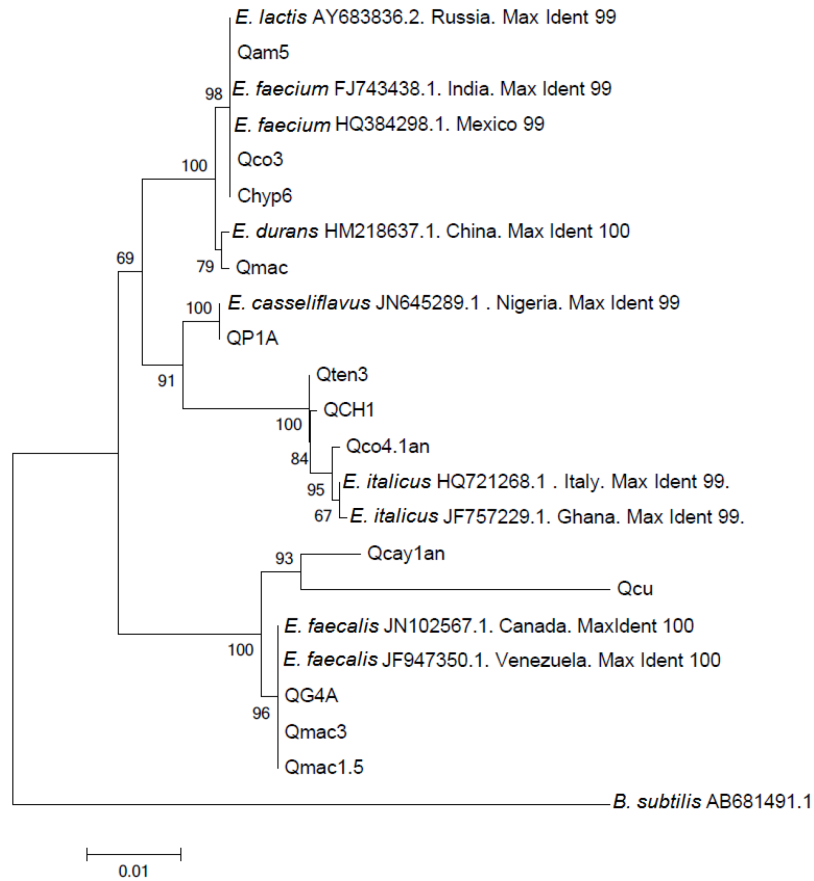 E. lactis AY683836.2. Russia. Max Ident 99
Qam5
98
E. faecium FJ743438.1. India. Max Ident 99
E. faecium HQ384298.1. Mexico 99
Qco3
100
Chyp6
E. durans HM218637.1. China. Max Ident 100
69
79
Qmac
E. casseliflavus JN645289.1 . Nigeria. Max Ident 99
100
QP1A
91
Qten3
QCH1
100
Qco4.1an
84
E. italicus HQ721268.1 . Italy. Max Ident 99.
95
67
E. italicus JF757229.1. Ghana. Max Ident 99.
93
Qcay1an
Qcu
E. faecalis JN102567.1. Canada. MaxIdent 100
100
E. faecalis JF947350.1. Venezuela. Max Ident 100
QG4A
96
Qmac3
Qmac1.5
B. subtilis AB681491.1
0.01